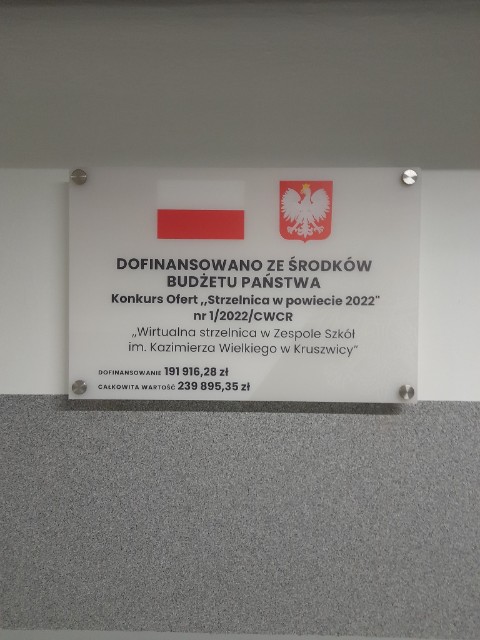 DOFINANSOWANO ZE ŚRODKÓW
BUDŻETU PAŃSTWA
Konkurs Ofert ,,Strzelnica w powiecie 2022"
nr 1/2022/CWCR
„Wirtualna strzelnica w Zespole Szkół
im. Kazimierza Wielkiego w Kruszwicy”
DOFINANSOWANIE 191 916,28 zł
CAŁKOWITA WARTOŚĆ 239 895,35 zł